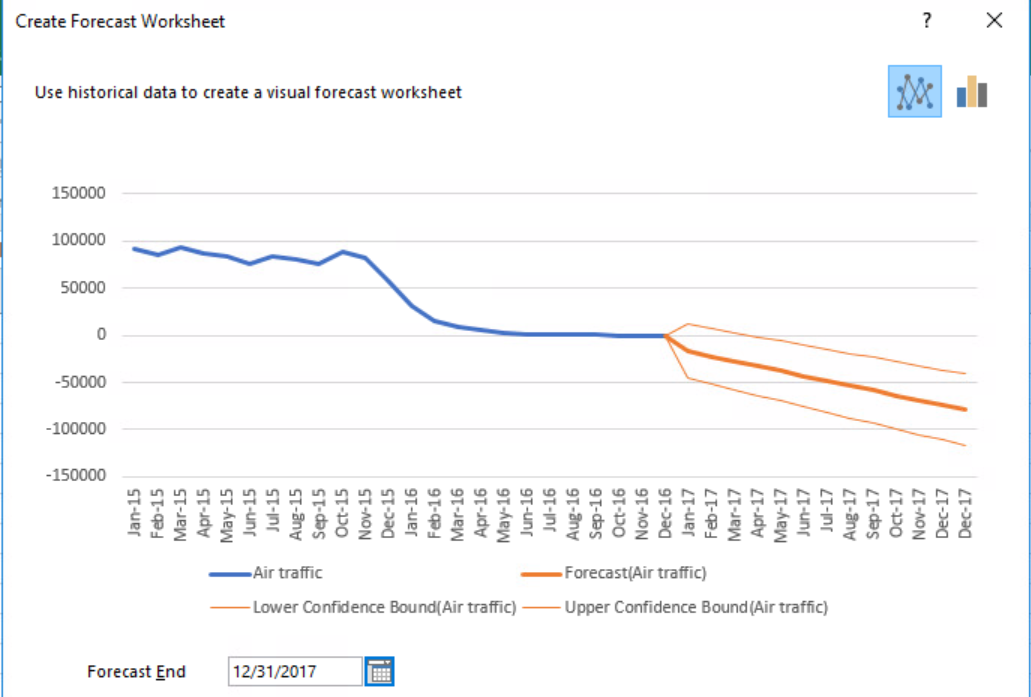 Create Forecast Worksheet
?
Use historical data to create a visual forecast worksheet
150000
100000
50000
0
-50000
-100000
-150000
Jan-15
Feb-15
Mar-15
Apr-15
May-15
Jun-15
Jul-15
Aug-15
Sep-15
Oct-15
Nov-15
Dec-15
Jan-16
Feb-16
Mar-16
Apr-16
May-16
Jun-16
Jul-16
Aug-16
Sep-16
Oct-16
Nov-16
Dec-16
Jan-17
Feb-17
Mar-17
Apr-17
May-17
Jun-17
Jul-17
Aug-17
Sep-17
Oct-17
Nov-17
Dec-17
Dec-17
Air traffic
Forecast(Air traffic)
Lower Confidence Bound(Air traffic)
Upper Confidence Bound(Air traffic)
Forecast End
12/31/2017